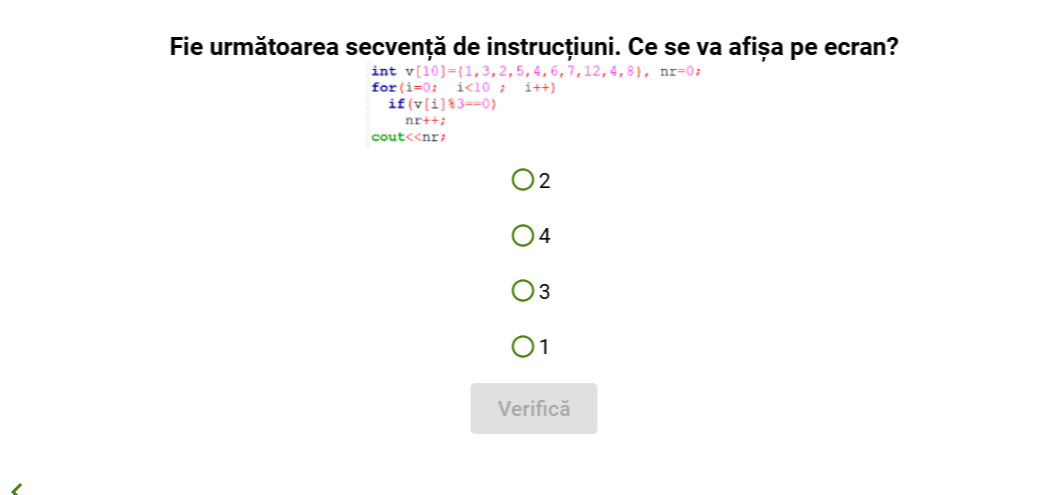 Fie următoarea secvență de instrucțiuni. Ce se va afișa pe ecran?
int v[10]={1,3,2,5,4,6,7,12,4,8}, nr=0;
for(i=0; i<10 ; i++)
if(v[i]%3==0)
nr++;
cout<<nr;
2
4
3
1
Verifică